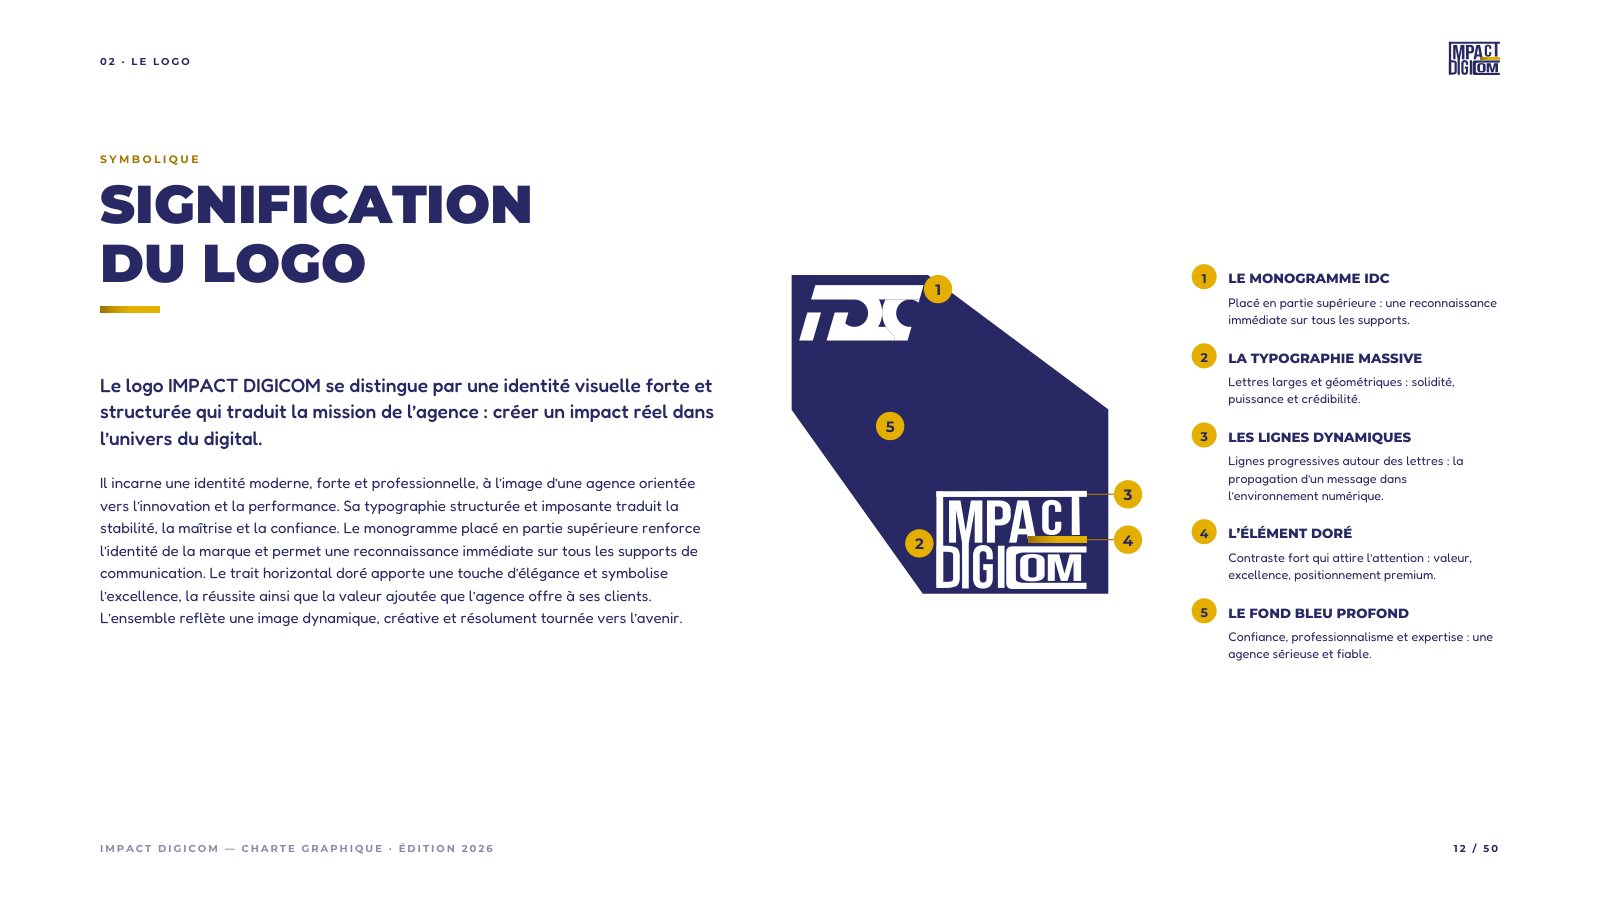 02 · LE LOGO
IMPACT
DIGICOM
SYMBOLIQUE
SIGNIFICATION
DU LOGO
Le logo IMPACT DIGICOM se distingue par une identité visuelle forte et
structurée qui traduit la mission de l’agence : créer un impact réel dans
l’univers du digital.
Il incarne une identité moderne, forte et professionnelle, à l’image d’une agence orientée
vers l’innovation et la performance. Sa typographie structurée et imposante traduit la
stabilité, la maîtrise et la confiance. Le monogramme placé en partie supérieure renforce
l’identité de la marque et permet une reconnaissance immédiate sur tous les supports de
communication. Le trait horizontal doré apporte une touche d’élégance et symbolise
l’excellence, la réussite ainsi que la valeur ajoutée que l’agence offre à ses clients.
L’ensemble reflète une image dynamique, créative et résolument tournée vers l’avenir.
IDC
1
5
3
2
4
IMPACT
DIGICOM
1 LE MONOGRAMME IDC
Placé en partie supérieure : une reconnaissance
immédiate sur tous les supports.
2 LA TYPOGRAPHIE MASSIVE
Lettres larges et géométriques : solidité,
puissance et crédibilité.
3 LES LIGNES DYNAMIQUES
Lignes progressives autour des lettres : la
propagation d’un message dans
l’environnement numérique.
4 L’ÉLÉMENT DORÉ
Contraste fort qui attire l’attention : valeur,
excellence, positionnement premium.
5 LE FOND BLEU PROFOND
Confiance, professionnalisme et expertise : une
agence sérieuse et fiable.
IMPACT DIGICOM — CHARTE GRAPHIQUE · ÉDITION 2026
12 / 50